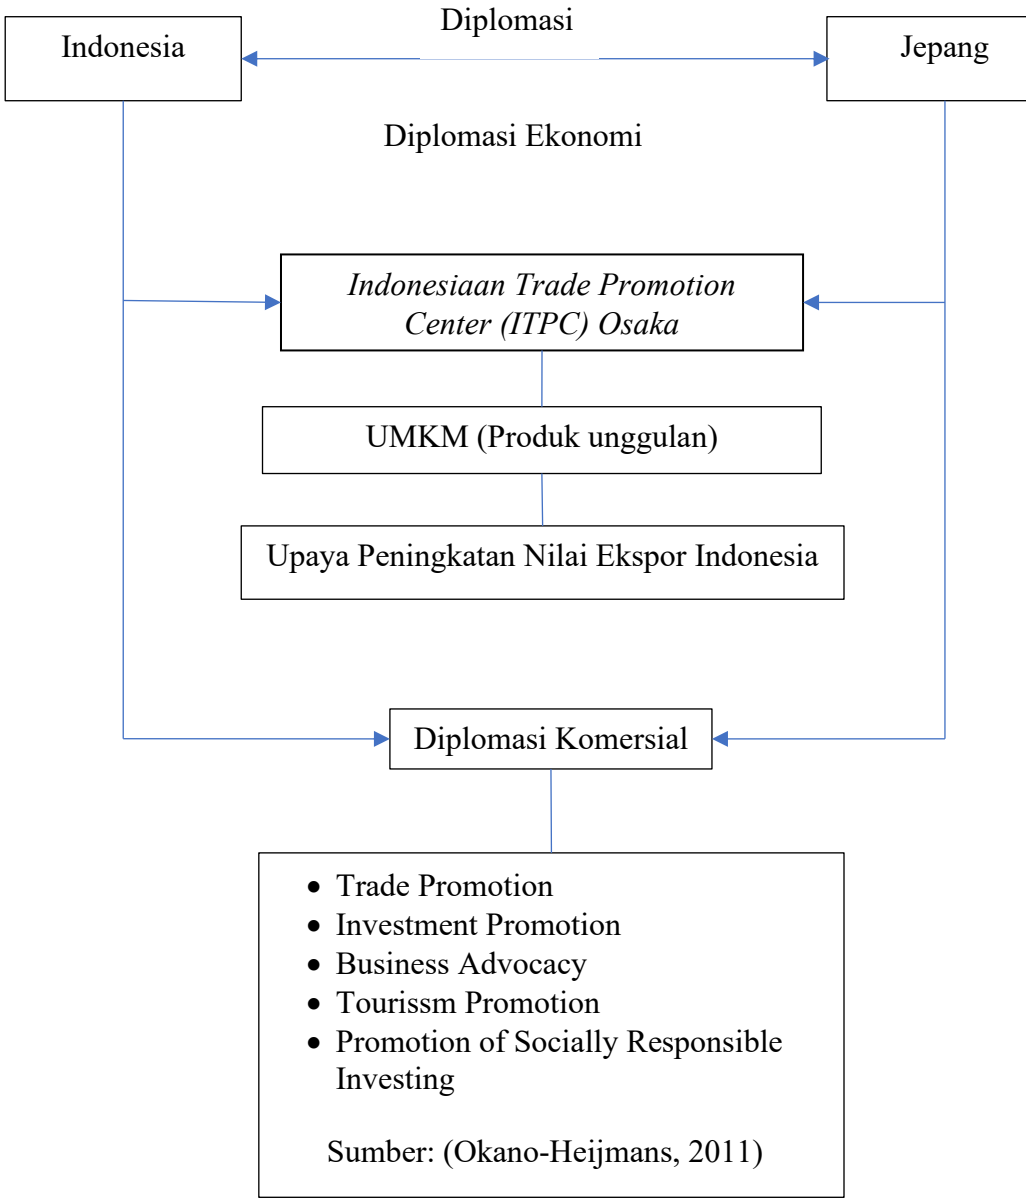 Diplomasi
Indonesia
Jepang
Diplomasi Ekonomi
Indonesiaan Trade Promotion
Center (ITPC) Osaka
UMKM (Produk unggulan)
Upaya Peningkatan Nilai Ekspor Indonesia
Diplomasi Komersial
• Trade Promotion
• Investment Promotion
• Business Advocacy
• Tourissm Promotion
• Promotion of Socially Responsible
Investing
Sumber: (Okano-Heijmans, 2011)